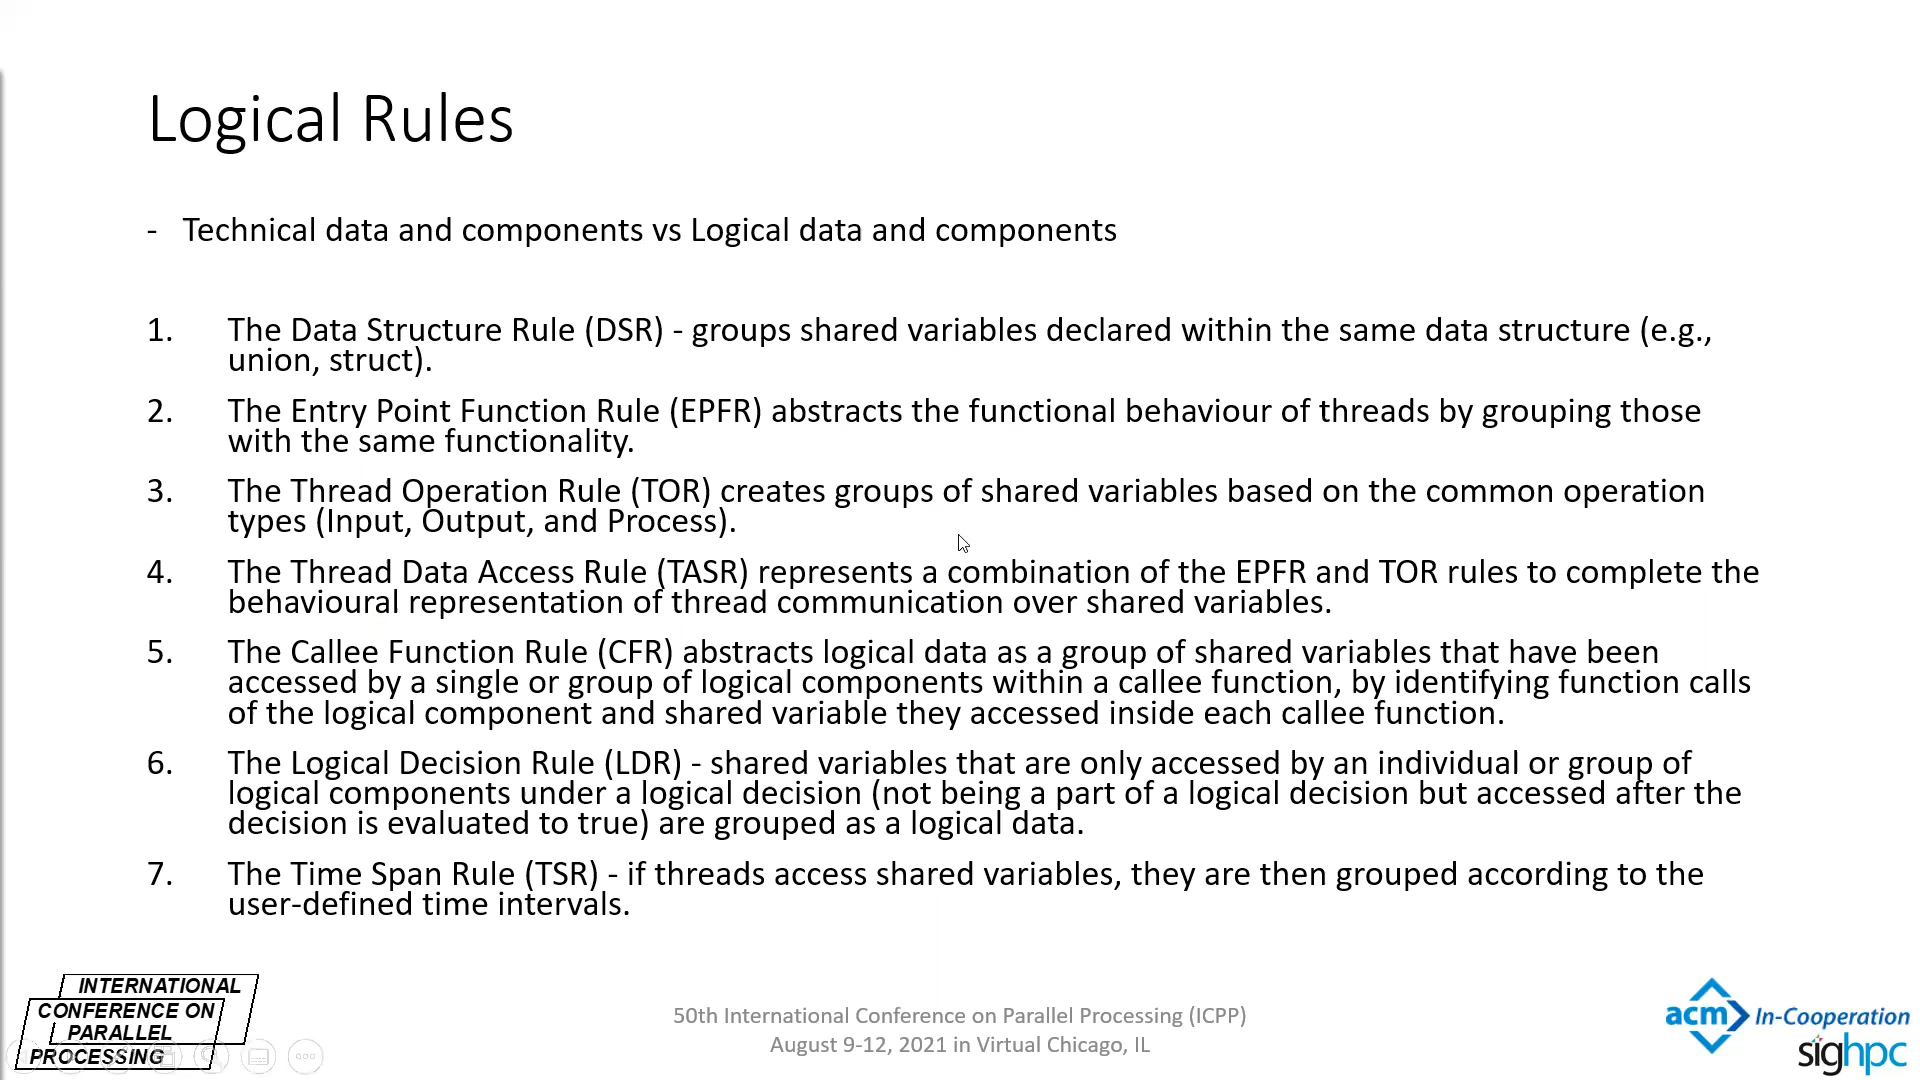 Logical Rules
- Technical data and components vs Logical data and components
1. The Data Structure Rule (DSR) - groups shared variables declared within the same data structure (e.g.,
union, struct).
2. The Entry Point Function Rule (EPFR) abstracts the functional behaviour of threads by grouping those
with the same functionality.
3. The Thread Operation Rule (TOR) creates groups of shared variables based on the common operation
types (Input, Output, and Process).
4. The Thread Data Access Rule (TASR) represents a combination of the EPFR and TOR rules to complete the
behavioural representation of thread communication over shared variables.
5. The Callee Function Rule (CFR) abstracts logical data as a group of shared variables that have been
accessed by a single or group of logical components within a callee function, by identifying function calls
of the logical component and shared variable they accessed inside each callee function.
6. The Logical Decision Rule (LDR) - shared variables that are only accessed by an individual or group of
logical components under a logical decision (not being a part of a logical decision but accessed after the
decision is evaluated to true) are grouped as a logical data.
7. The Time Span Rule (TSR) - if threads access shared variables, they are then grouped according to the
user-defined time intervals.
INTERNATIONAL
CONFERENCE ON
PARALLEL
PROCESSING
50th International Conference on Parallel Processing (ICPP)
August 9-12, 2021 in Virtual Chicago, IL
acm In-Cooperation
sighpc